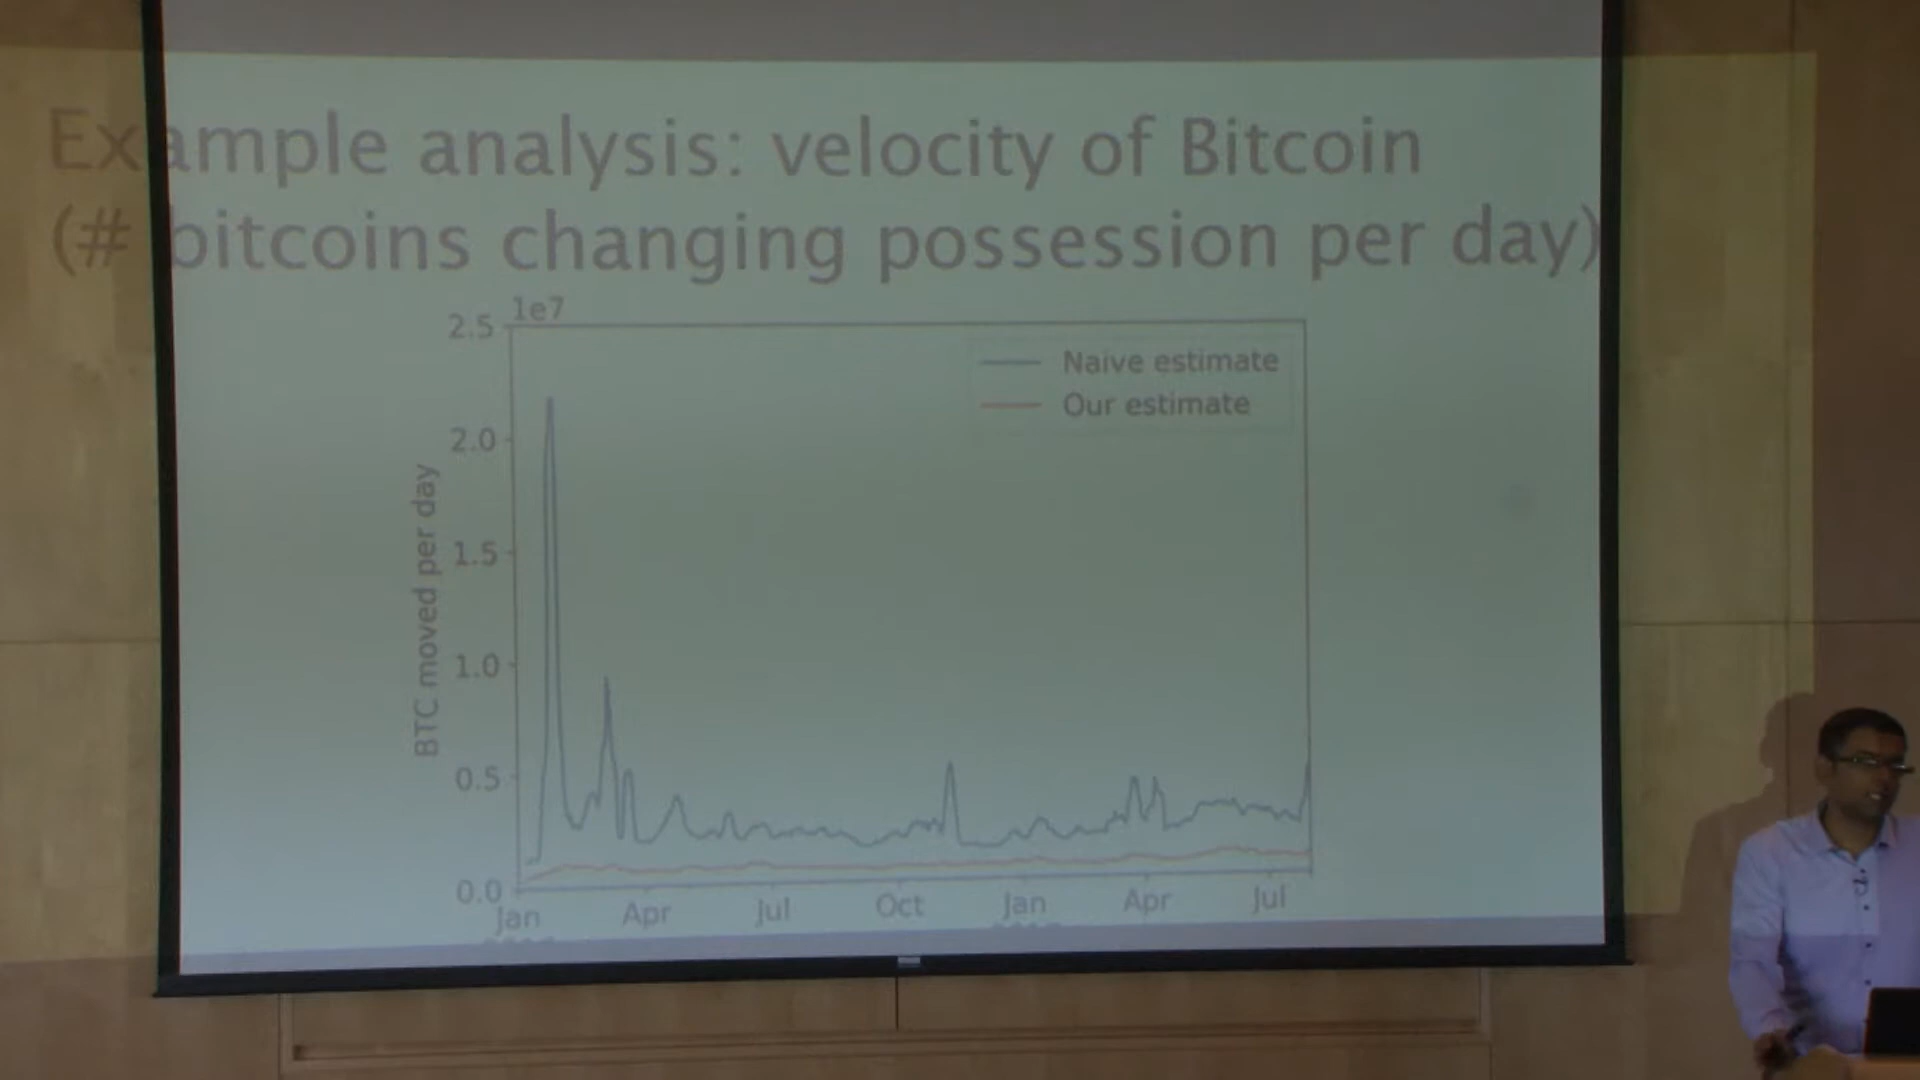 Example analysis: velocity of Bitcoin
(# bitcoins changing possession per day)
1e7
2.5
2.0
1.5
1.0
0.5
0.0
BTC moved per day
Naive estimate
Our estimate
Jan
Apr
Jul
Oct
Jan
Apr
Jul